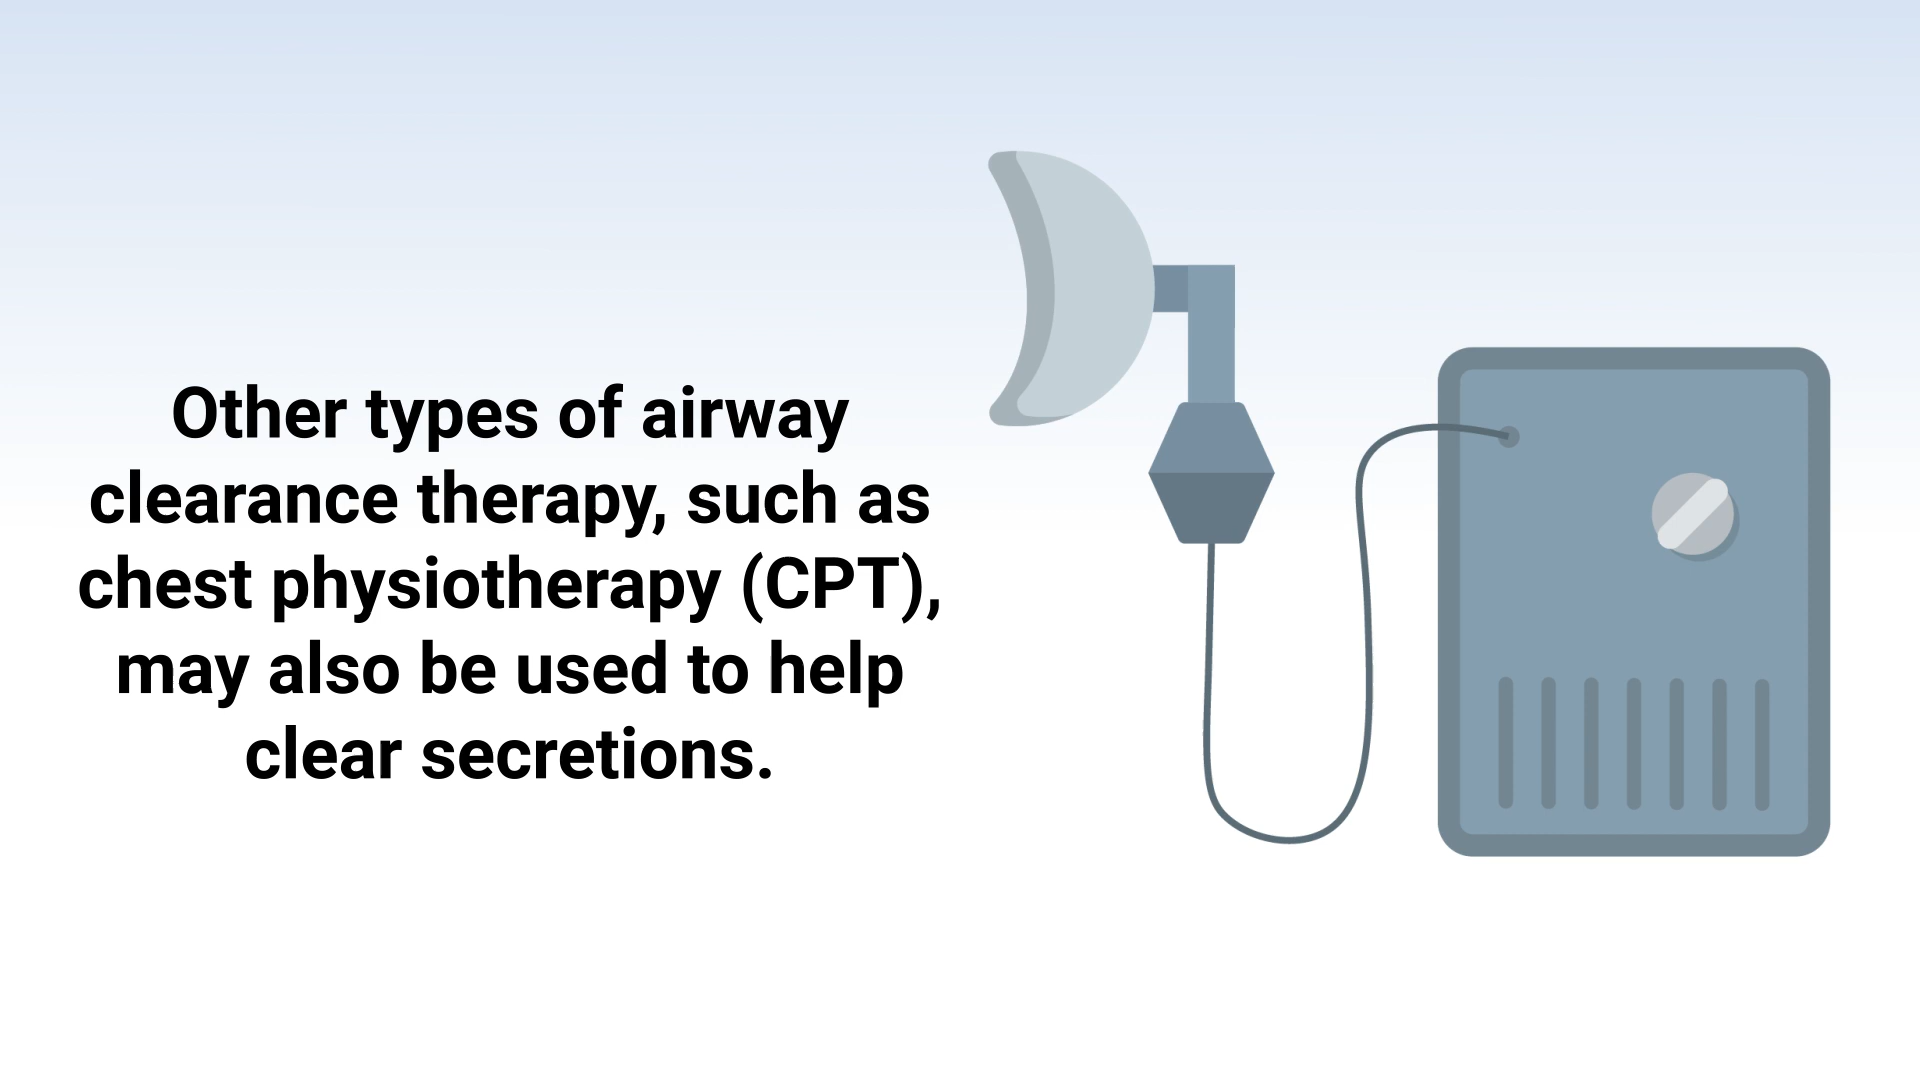 Other types of airway
clearance therapy, such as
chest physiotherapy (CPT),
may also be used to help
clear secretions.